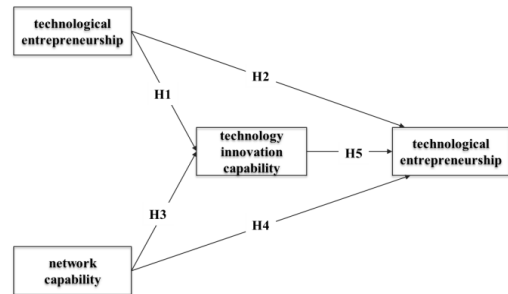 technological
entrepreneurship
H2
H1
technology
innovation
capability
H5
technological
entrepreneurship
H3
H4
network
capability